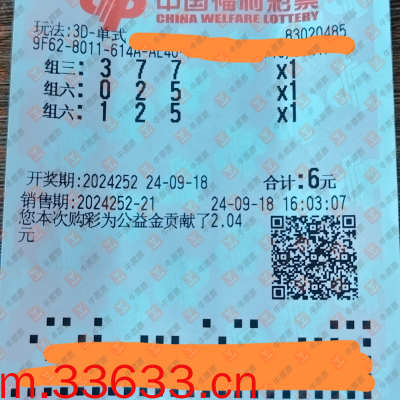 中国福利彩票
CHINA WELFARE LOTTERY
玩法:3D-单式
83020485
9F62-8011-614A-AL40
组三: 3 7 7 x1
组六: 0 2 5 x1
组六: 1 2 5 x1
开奖期:2024252 24-09-18 合计:6元
销售期:2024252-21 24-09-18 16:03:07
您本次购彩为公益金贡献了2.04
元
m.33633.cn